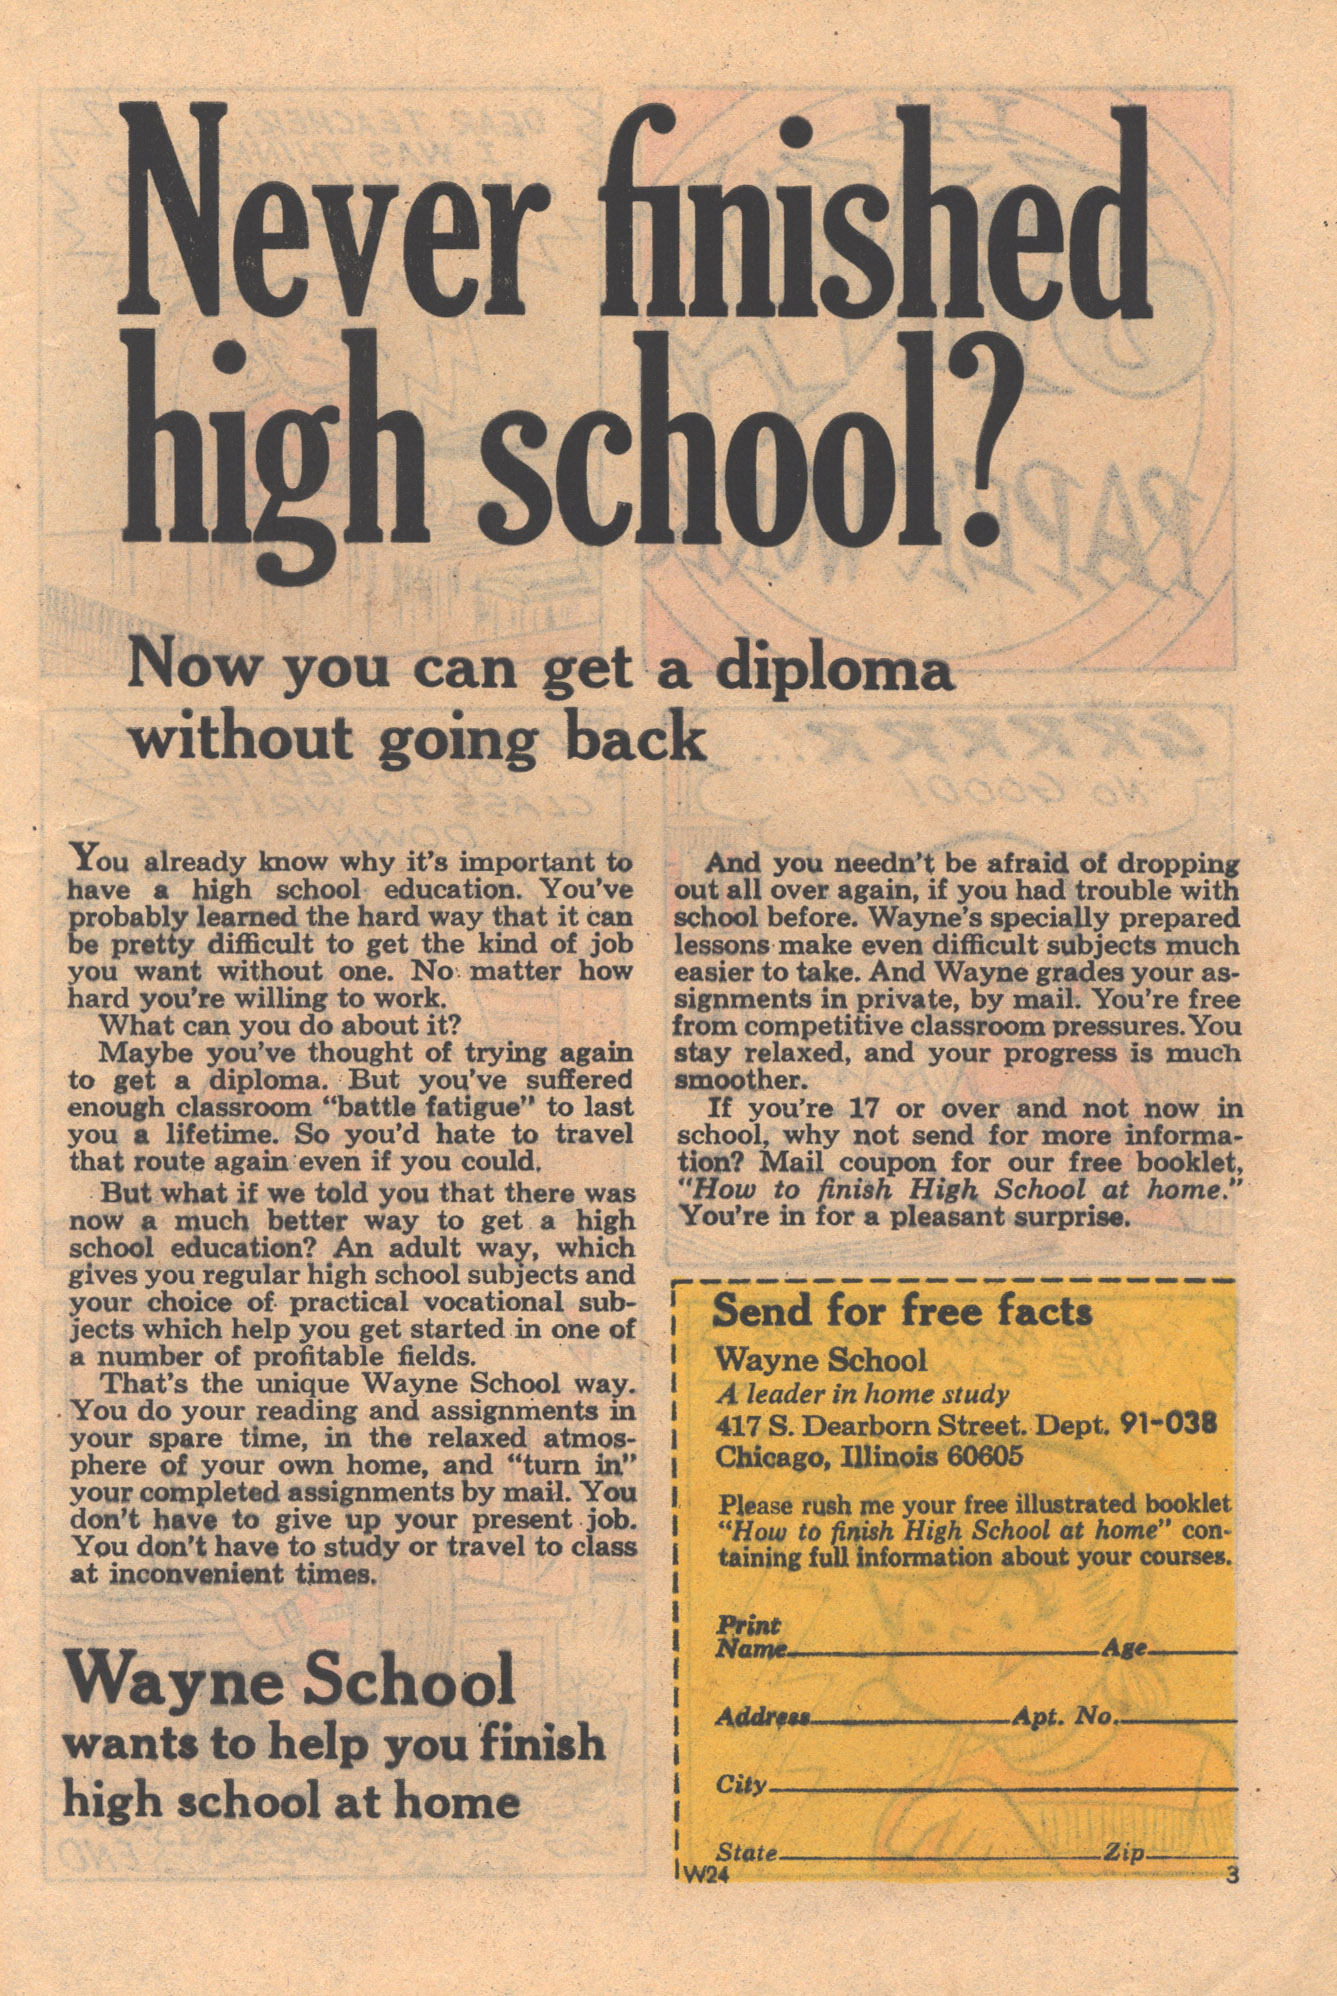 Never finished
high school?
Now you can get a diploma
without going back
You already know why it's important to
have a high school education. You've
probably learned the hard way that it can
be pretty difficult to get the kind of job
you want without one. No matter how
hard you're willing to work.
What can you do about it?
Maybe you've thought of trying again
to get a diploma. But you've suffered
enough classroom "battle fatigue" to last
you a lifetime. So you'd hate to travel
that route again even if you could.
But what if we told you that there was
now a much better way to get a high
school education? An adult way, which
gives you regular high school subjects and
your choice of practical vocational sub-
jects which help you get started in one of
a number of profitable fields.
That's the unique Wayne School way.
You do your reading and assignments in
your spare time, in the relaxed atmos-
phere of your own home, and "turn in"
your completed assignments by mail. You
don't have to give up your present job.
You don't have to study or travel to class
at inconvenient times.
Wayne School
wants to help you finish
high school at home
And you needn't be afraid of dropping
out all over again, if you had trouble with
school before. Wayne's specially prepared
lessons make even difficult subjects much
easier to take. And Wayne grades your as-
signments in private, by mail. You're free
from competitive classroom pressures. You
stay relaxed, and your progress is much
smoother.
If you're 17 or over and not now in
school, why not send for more informa-
tion? Mail coupon for our free booklet,
"How to finish High School at home."
You're in for a pleasant surprise.
Send for free facts
Wayne School
A leader in home study
417 S. Dearborn Street. Dept. 91-038
Chicago, Illinois 60605
Please rush me your free illustrated booklet
"How to finish High School at home" con-
taining full information about your courses.
Print
Name Age
Address Apt. No.
City
State Zip
W24 3